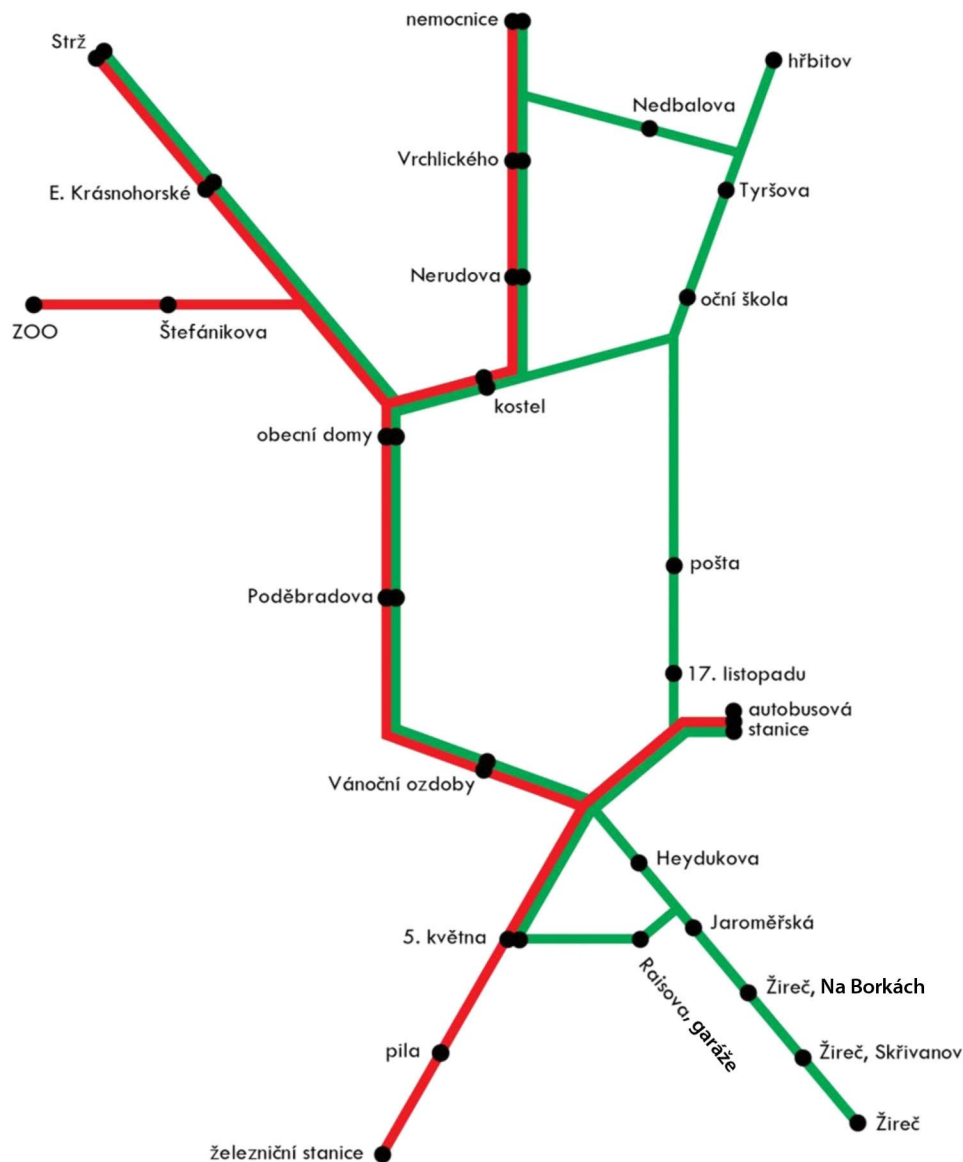 nemocnice
Strž
hřbitov
Nedbalova
Vrchlického
E. Krásnohorské
Tyršova
Nerudova
oční škola
ZOO
Štefánikova
kostel
obecní domy
pošta
Poděbradova
17. listopadu
autobusová
stanice
Vánoční ozdoby
Heydukova
Jaroměřská
5. května
Raisova, garáže
Žireč, Na Borkách
pila
Žireč, Skřivanov
Žireč
železniční stanice